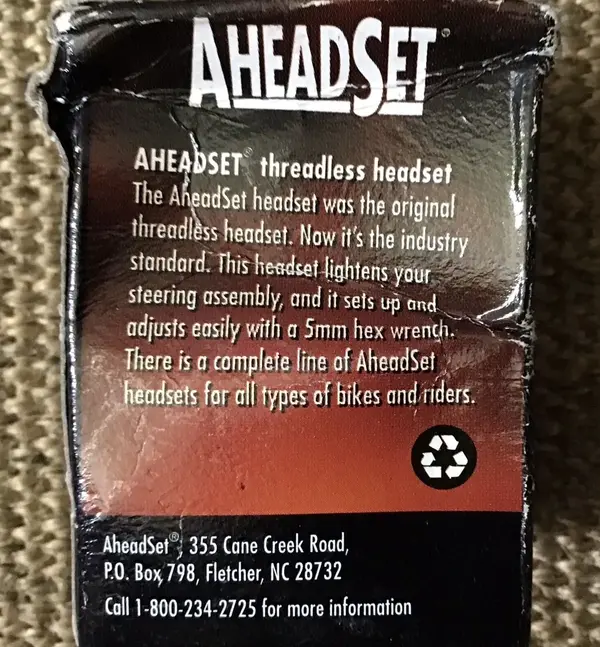 AHEADSET®
AHEADSET® threadless headset
The AheadSet headset was the original
threadless headset. Now it's the industry
standard. This headset lightens your
steering assembly, and it sets up and
adjusts easily with a 5mm hex wrench.
There is a complete line of AheadSet
headsets for all types of bikes and riders.
AheadSet®, 355 Cane Creek Road,
P.O. Box 798, Fletcher, NC 28732
Call 1-800-234-2725 for more information